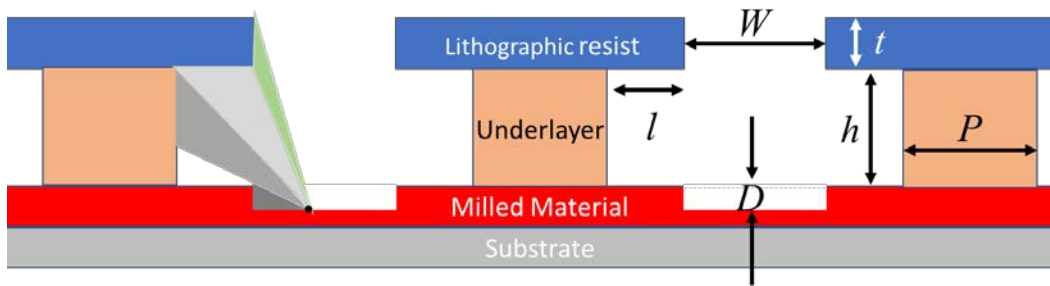 W
Lithographic resist
t
Underlayer
l
h
P
D
Milled Material
Substrate